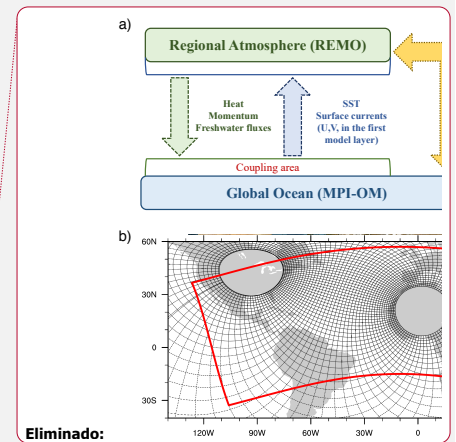 a)
Regional Atmosphere (REMO)
Heat
Momentum
Freshwater fluxes
SST
Surface currents
(U,V, in the first
model layer)
Coupling area
Global Ocean (MPI-OM)
b)
60N
30N
0
30S
120W
90W
60W
30W
0
Eliminado: